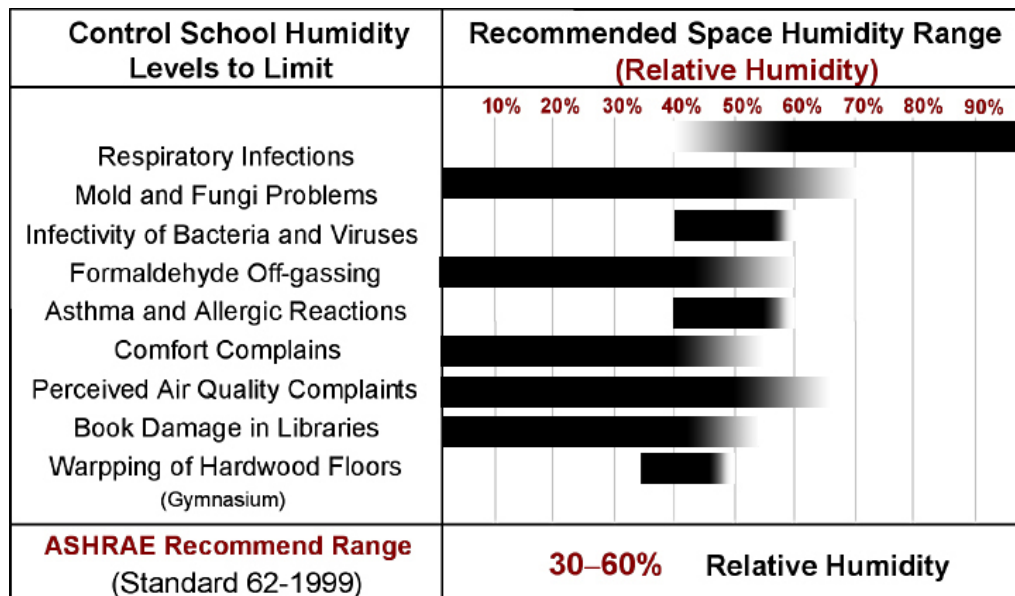 Control School Humidity
Levels to Limit
Recommended Space Humidity Range
(Relative Humidity)
10% 20% 30% 40% 50% 60% 70% 80% 90%
Respiratory Infections
Mold and Fungi Problems
Infectivity of Bacteria and Viruses
Formaldehyde Off-gassing
Asthma and Allergic Reactions
Comfort Complains
Perceived Air Quality Complaints
Book Damage in Libraries
Warpping of Hardwood Floors
(Gymnasium)
ASHRAE Recommend Range
(Standard 62-1999)
30–60% Relative Humidity